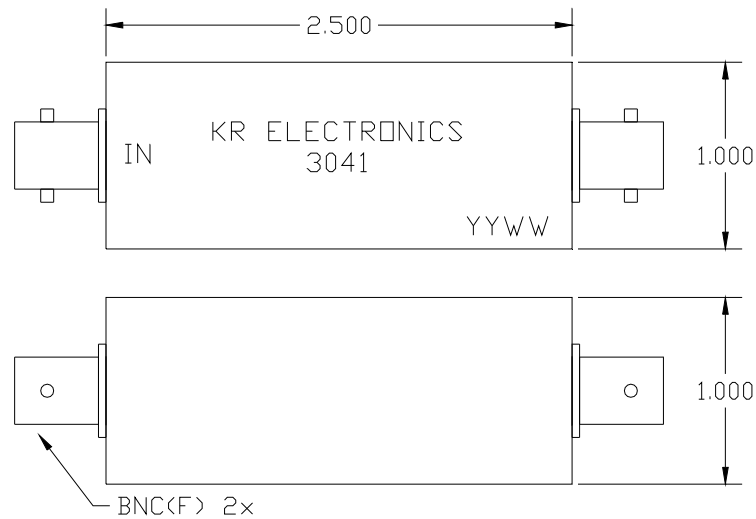 2.500
KR ELECTRONICS
IN
3041
1.000
YYWW
1.000
BNC(F) 2x